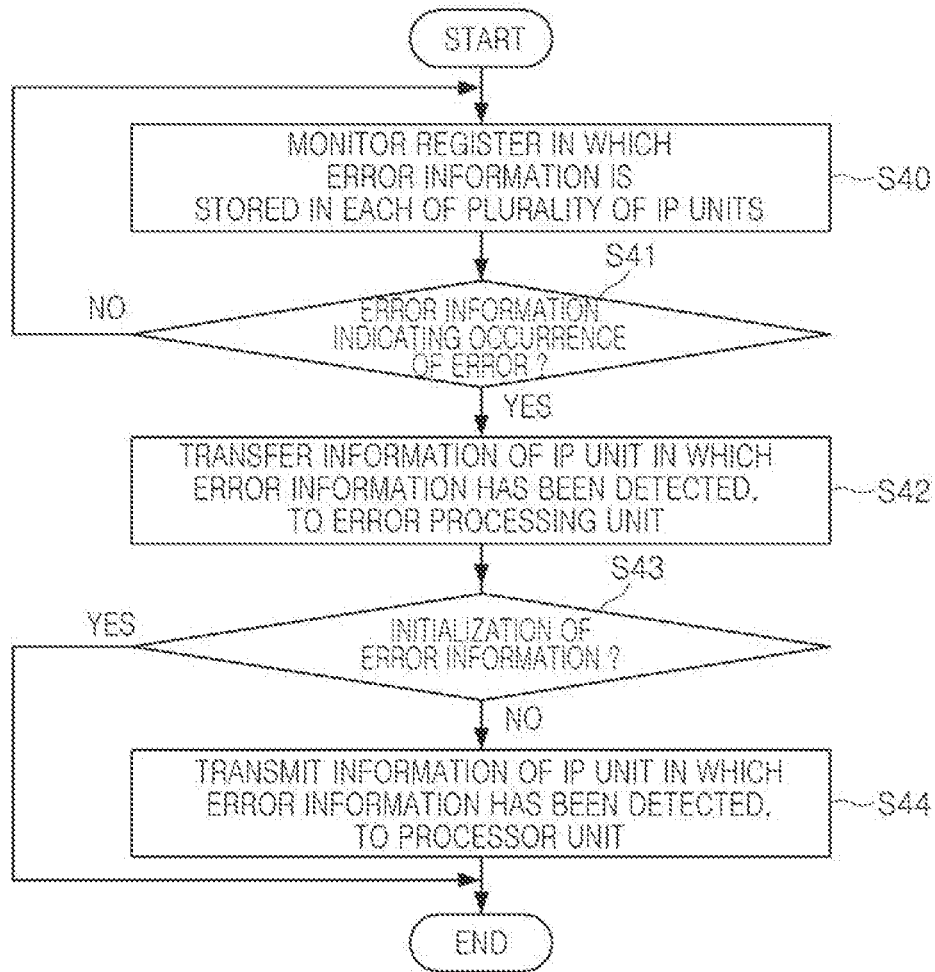 START
MONITOR REGISTER IN WHICH
ERROR INFORMATION IS
STORED IN EACH OF PLURALITY OF IP UNITS
S40
S41
NO
ERROR INFORMATION
INDICATING OCCURRENCE
OF ERROR ?
YES
TRANSFER INFORMATION OF IP UNIT IN WHICH
ERROR INFORMATION HAS BEEN DETECTED,
TO ERROR PROCESSING UNIT
S42
S43
YES
INITIALIZATION OF
ERROR INFORMATION ?
NO
TRANSMIT INFORMATION OF IP UNIT IN WHICH
ERROR INFORMATION HAS BEEN DETECTED,
TO PROCESSOR UNIT
S44
END